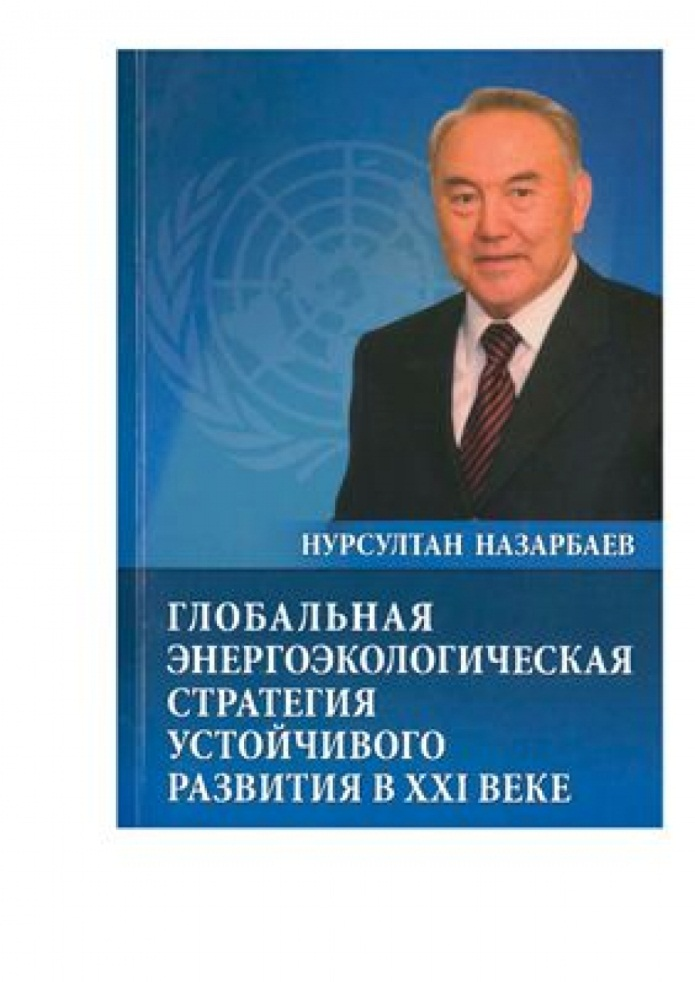 НУРСУЛТАН НАЗАРБАЕВ
ГЛОБАЛЬНАЯ
ЭНЕРГОЭКОЛОГИЧЕСКАЯ
СТРАТЕГИЯ
УСТОЙЧИВОГО
РАЗВИТИЯ В XXI ВЕКЕ